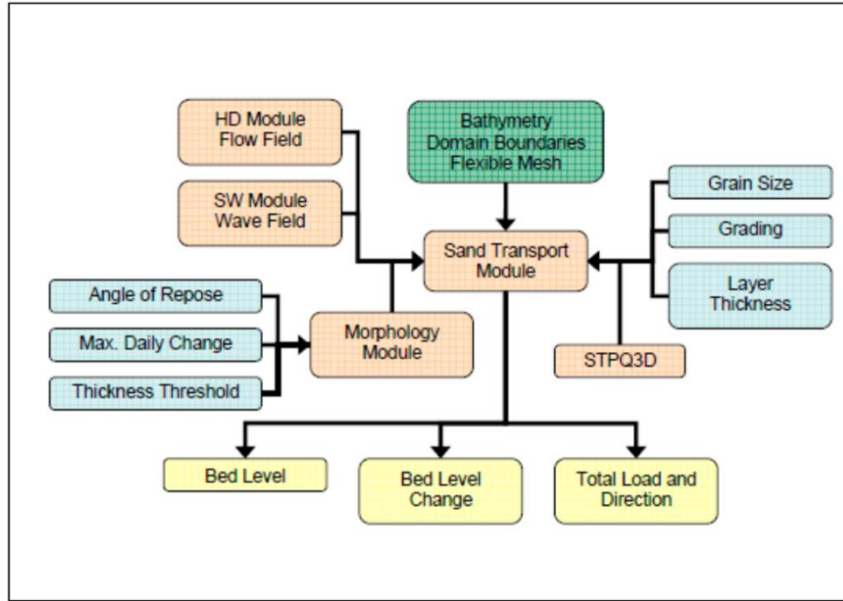 HD Module
Flow Field
Bathymetry
Domain Boundaries
Flexible Mesh
SW Module
Wave Field
Grain Size
Grading
Layer
Thickness
Sand Transport
Module
Angle of Repose
Max. Daily Change
Thickness Threshold
Morphology
Module
STPQ3D
Bed Level
Bed Level
Change
Total Load and
Direction